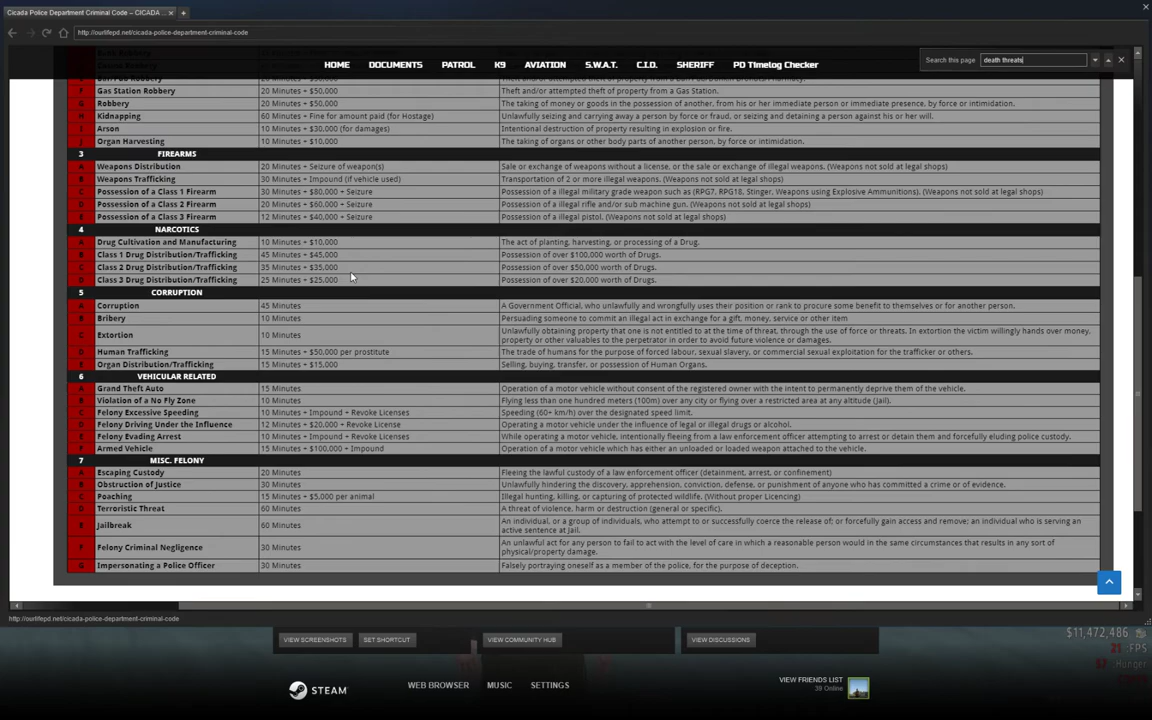 Cicada Police Department Criminal Code – CICADA
http://ourlifepd.net/cicada-police-department-criminal-code
HOME DOCUMENTS PATROL K9 AVIATION S.W.A.T. C.I.D. SHERIFF PD TImelog Checker
Search this page death threats
F Gas Station Robbery 20 Minutes + $50,000 Theft and/or attempted theft of property from a Gas Station.
G Robbery 20 Minutes + $50,000 The taking of money or goods in the possession of another, from his or her immediate person or immediate presence, by force or intimidation.
H Kidnapping 60 Minutes + Fine for amount paid (for Hostage) Unlawfully seizing and carrying away a person by force or fraud, or seizing and detaining a person against his or her will.
I Arson 10 Minutes + $30,000 (for damages) Intentional destruction of property resulting in explosion or fire.
J Organ Harvesting 10 Minutes + $10,000 The taking of organs or other body parts of another person, by force or intimidation.
3 FIREARMS
A Weapons Distribution 20 Minutes + Seizure of weapon(s) Sale or exchange of weapons without a license, or the sale or exchange of illegal weapons. (Weapons not sold at legal shops)
B Weapons Trafficking 30 Minutes + Impound (if vehicle used) Transportation of 2 or more illegal weapons. (Weapons not sold at legal shops)
C Possession of a Class 1 Firearm 30 Minutes + $80,000 + Seizure Possession of a illegal military grade weapon such as (RPG7, RPG18, Stinger, Weapons using Explosive Ammunitions). (Weapons not sold at legal shops)
D Possession of a Class 2 Firearm 20 Minutes + $60,000 + Seizure Possession of a illegal rifle and/or sub machine gun. (Weapons not sold at legal shops)
E Possession of a Class 3 Firearm 12 Minutes + $40,000 + Seizure Possession of a illegal pistol. (Weapons not sold at legal shops)
4 NARCOTICS
A Drug Cultivation and Manufacturing 10 Minutes + $10,000 The act of planting, harvesting, or processing of a Drug.
B Class 1 Drug Distribution/Trafficking 45 Minutes + $45,000 Possession of over $100,000 worth of Drugs.
C Class 2 Drug Distribution/Trafficking 35 Minutes + $35,000 Possession of over $50,000 worth of Drugs.
D Class 3 Drug Distribution/Trafficking 25 Minutes + $25,000 Possession of over $20,000 worth of Drugs.
5 CORRUPTION
A Corruption 45 Minutes A Government Official, who unlawfully and wrongfully uses their position or rank to procure some benefit to themselves or for another person.
B Bribery 10 Minutes Persuading someone to commit an illegal act in exchange for a gift, money, service or other item
C Extortion 10 Minutes Unlawfully obtaining property that one is not entitled to at the time of threat, through the use of force or threats. In extortion the victim willingly hands over money,
property or other valuables to the perpetrator in order to avoid future violence or damages.
D Human Trafficking 15 Minutes + $50,000 per prostitute The trade of humans for the purpose of forced labour, sexual slavery, or commercial sexual exploitation for the trafficker or others.
E Organ Distribution/Trafficking 15 Minutes + $15,000 Selling, buying, transfer, or possession of Human Organs.
6 VEHICULAR RELATED
A Grand Theft Auto 15 Minutes Operation of a motor vehicle without consent of the registered owner with the intent to permanently deprive them of the vehicle.
B Violation of a No Fly Zone 10 Minutes Flying less than one hundred meters (100m) over any city or flying over a restricted area at any altitude (Jail).
C Felony Excessive Speeding 10 Minutes + Impound + Revoke Licenses Speeding (60+ km/h) over the designated speed limit.
D Felony Driving Under the Influence 12 Minutes + $20,000 + Revoke License Operating a motor vehicle under the influence of legal or illegal drugs or alcohol.
E Felony Evading Arrest 10 Minutes + Impound + Revoke Licenses While operating a motor vehicle, intentionally fleeing from a law enforcement officer attempting to arrest or detain them and forcefully eluding police custody.
F Armed Vehicle 15 Minutes + $100,000 + Impound Operation of a motor vehicle which has either an unloaded or loaded weapon attached to the vehicle.
7 MISC. FELONY
A Escaping Custody 20 Minutes Fleeing the lawful custody of a law enforcement officer (detainment, arrest, or confinement)
B Obstruction of Justice 30 Minutes Unlawfully hindering the discovery, apprehension, conviction, defense, or punishment of anyone who has committed a crime or of evidence.
C Poaching 15 Minutes + $5,000 per animal Illegal hunting, killing, or capturing of protected wildlife. (Without proper Licencing)
D Terroristic Threat 60 Minutes A threat of violence, harm or destruction (general or specific).
E Jailbreak 60 Minutes An individual, or a group of individuals, who attempt to or successfully coerce the release of; or forcefully gain access and remove; an individual who is serving an
active sentence at Jail.
F Felony Criminal Negligence 30 Minutes An unlawful act for any person to fail to act with the level of care in which a reasonable person would in the same circumstances that results in any sort of
physical/property damage.
G Impersonating a Police Officer 30 Minutes Falsely portraying oneself as a member of the police, for the purpose of deception.
http://ourlifepd.net/cicada-police-department-criminal-code
VIEW SCREENSHOTS SET SHORTCUT VIEW COMMUNITY HUB VIEW DISCUSSIONS
$11,472,486
21 :FPS
Hunger
STEAM WEB BROWSER MUSIC SETTINGS VIEW FRIENDS LIST
39 Online